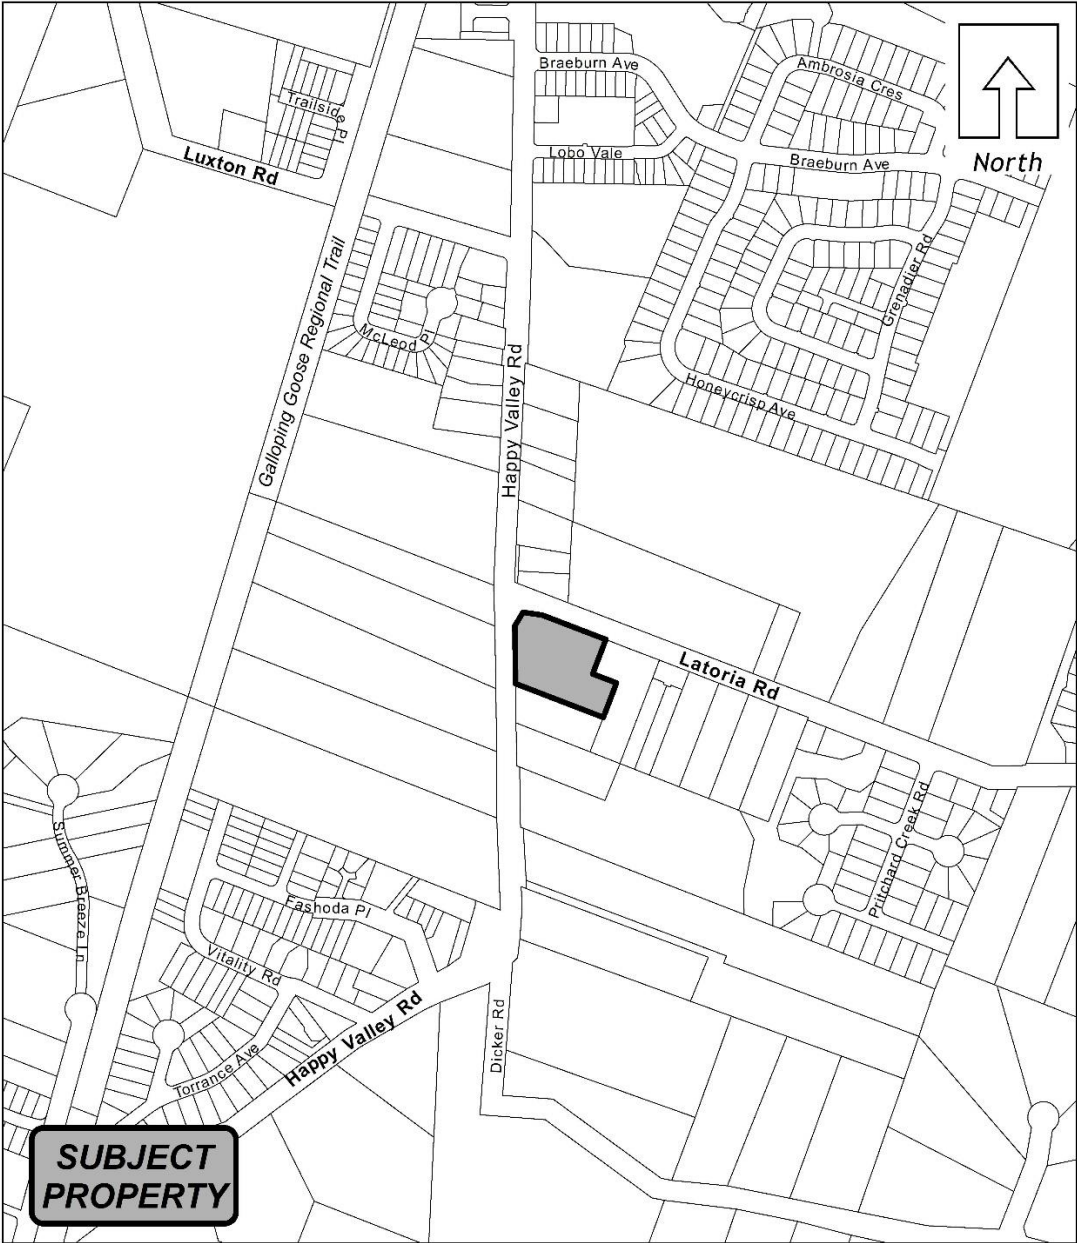 Braeburn Ave
Ambrosia Cres
Trailside Pl
Lobo Vale
Braeburn Ave
North
Luxton Rd
Grenadier Rd
Galloping Goose Regional Trail
McLeod Pl
Happy Valley Rd
Honeycrisp Ave
Latoria Rd
Pritchard Creek Rd
Summer Breeze Ln
Fashoda Pl
Vitality Rd
Happy Valley Rd
Dicker Rd
Torrance Ave
SUBJECT
PROPERTY